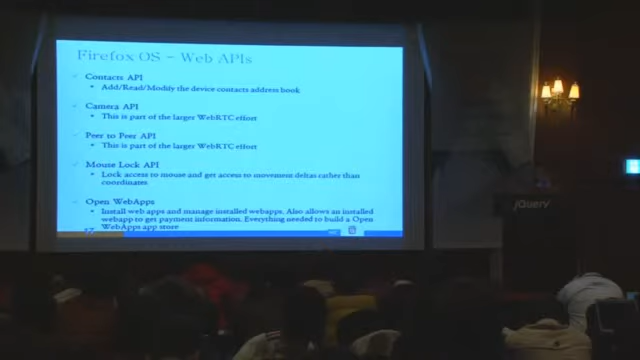 Firefox OS - Web APIs
Contacts API
Add/Read/Modify the device contacts address book
Camera API
This is part of the larger WebRTC effort
Peer to Peer API
This is part of the larger WebRTC effort
Mouse Lock API
Lock access to mouse and get access to movement deltas rather than
coordinates.
Open WebApps
Install web apps and manage installed webapps. Also allows an installed
webapp to get payment information. Everything needed to build a Open
WebApps app store
jQuery